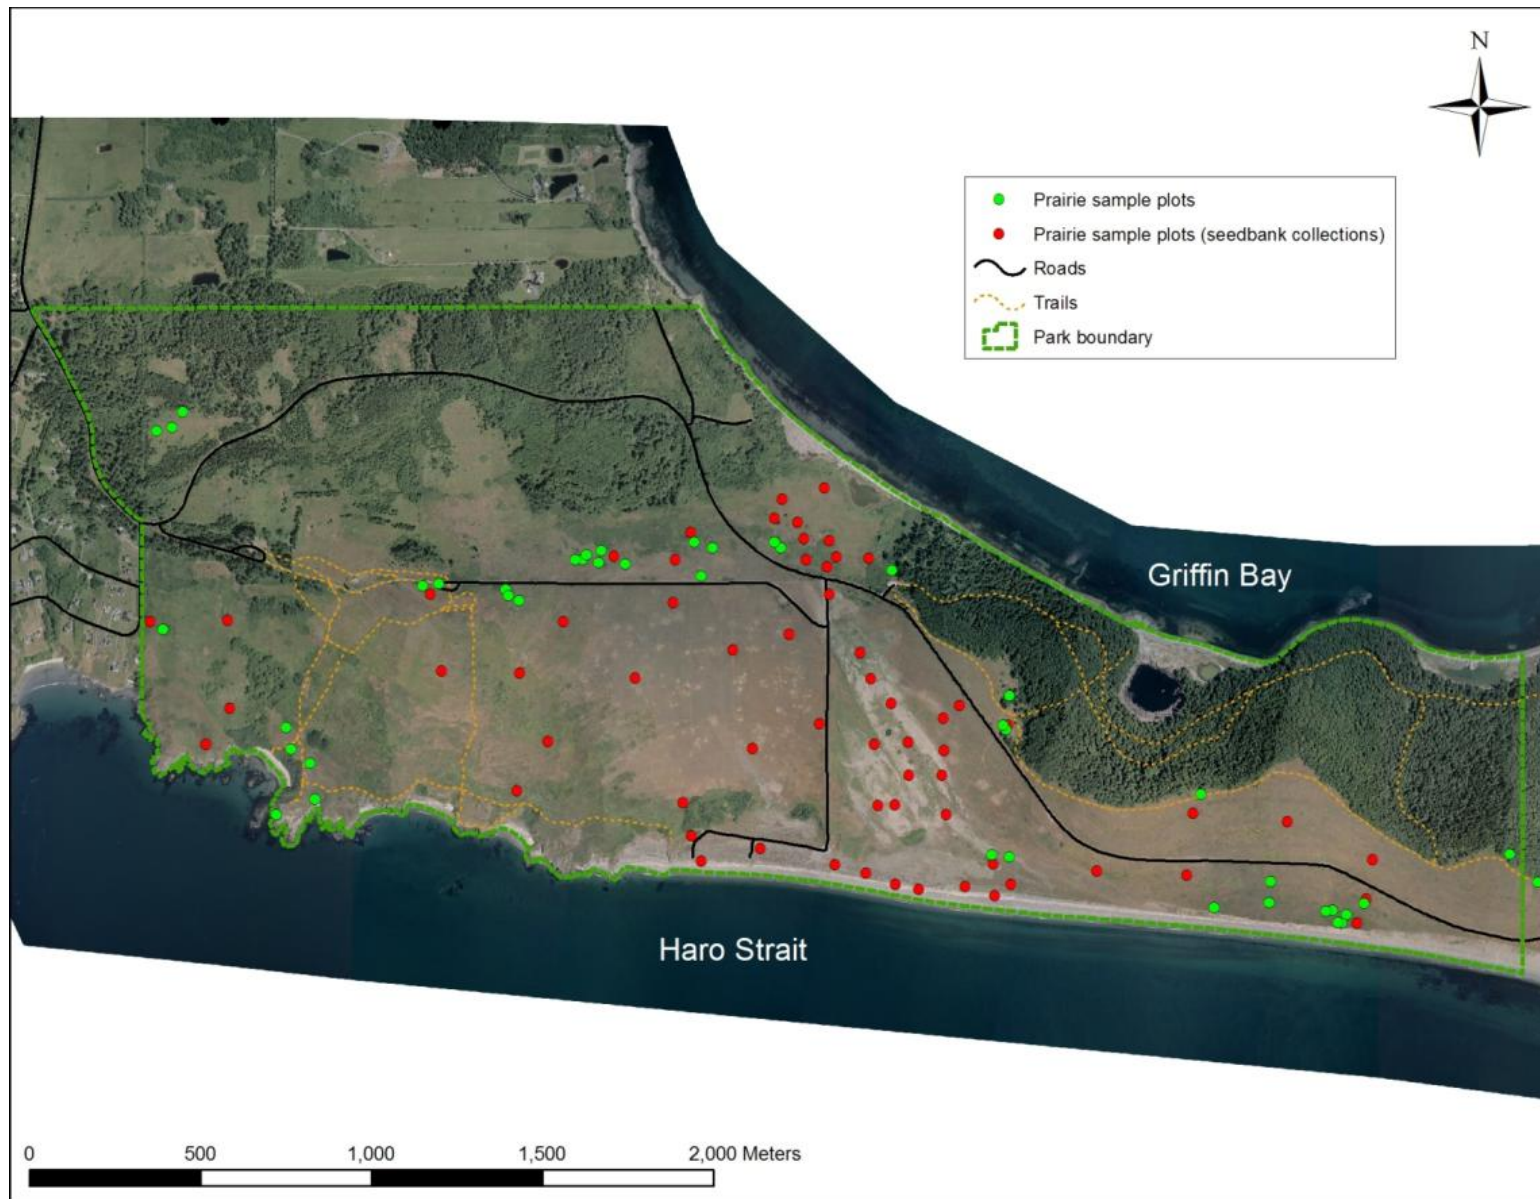 N
Prairie sample plots
Prairie sample plots (seedbank collections)
Roads
Trails
Park boundary
Griffin Bay
Haro Strait
0 500 1,000 1,500 2,000 Meters